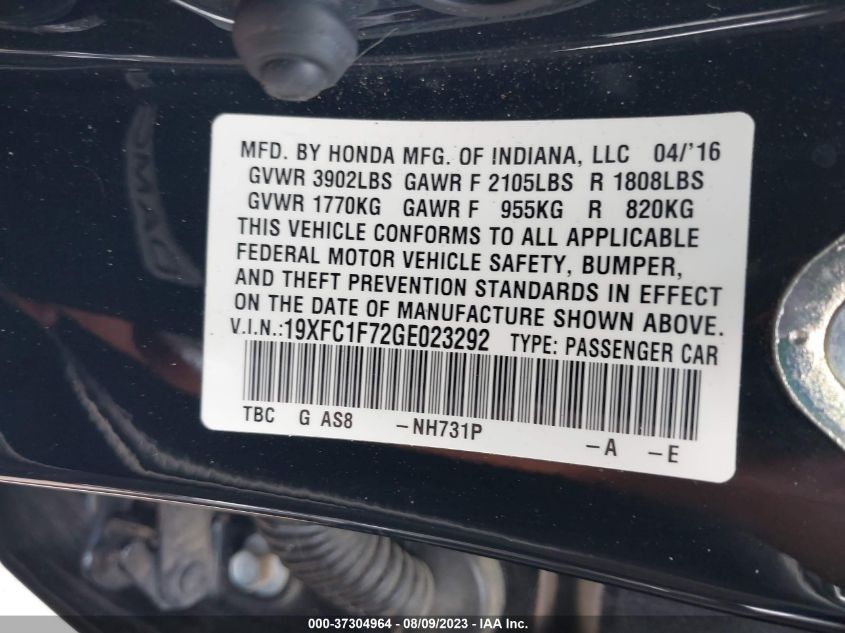 MFD. BY HONDA MFG. OF INDIANA, LLC 04/'16
GVWR 3902LBS GAWR F 2105LBS R 1808LBS
GVWR 1770KG GAWR F 955KG R 820KG
THIS VEHICLE CONFORMS TO ALL APPLICABLE
FEDERAL MOTOR VEHICLE SAFETY, BUMPER,
AND THEFT PREVENTION STANDARDS IN EFFECT
ON THE DATE OF MANUFACTURE SHOWN ABOVE.
V.I.N.:19XFC1F72GE023292 TYPE: PASSENGER CAR
TBC G AS8 -NH731P -A -E
000-37304964 - 08/09/2023 - IAA Inc.